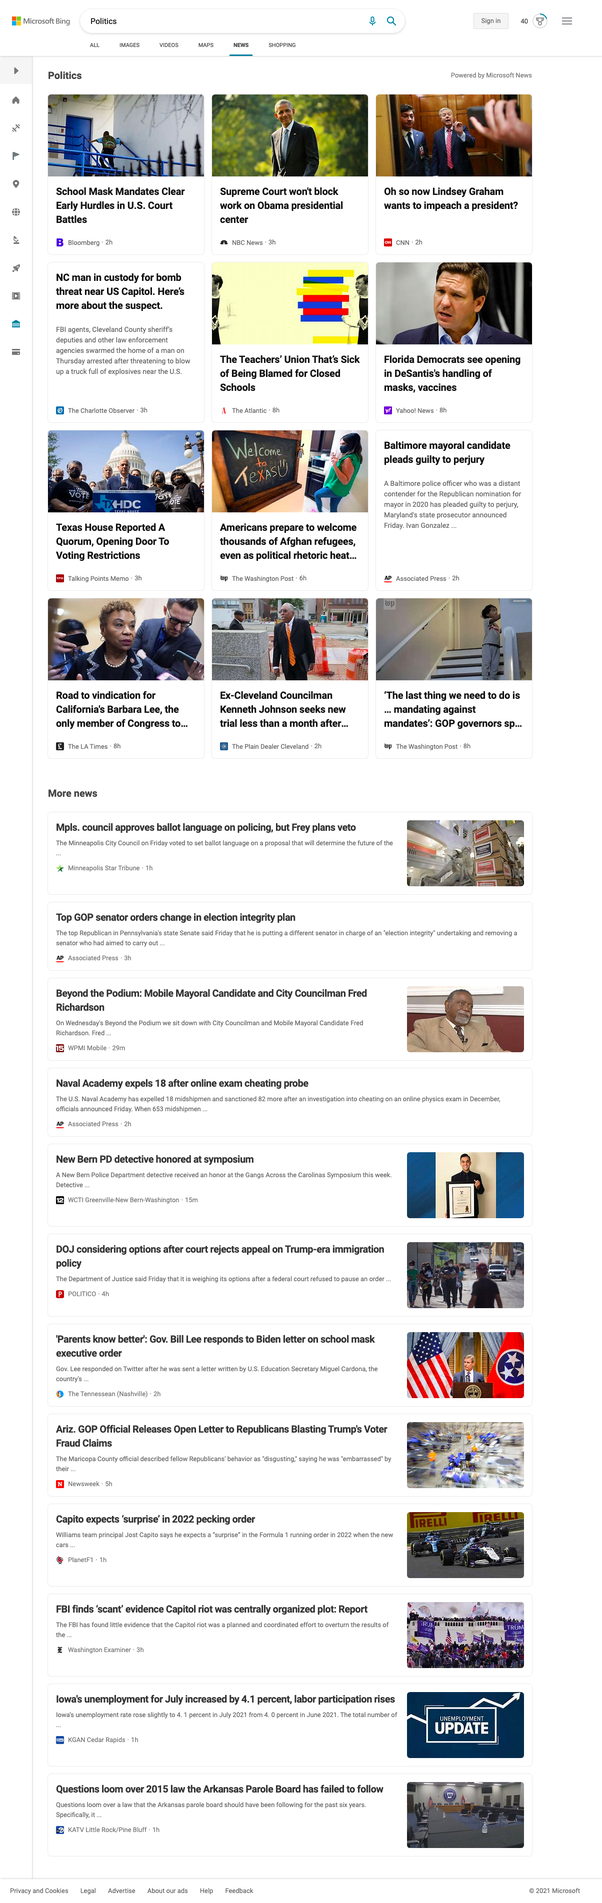 Microsoft Bing
Politics
Sign in
40
ALL IMAGES VIDEOS MAPS NEWS SHOPPING
Politics
Powered by Microsoft News
School Mask Mandates Clear
Early Hurdles in U.S. Court
Battles
Bloomberg · 2h
Supreme Court won't block
work on Obama presidential
center
NBC News · 3h
Oh so now Lindsey Graham
wants to impeach a president?
CNN · 2h
NC man in custody for bomb
threat near US Capitol. Here's
more about the suspect.
FBI agents, Cleveland County sheriff's
deputies and other law enforcement
agencies swarmed the home of a man on
Thursday arrested after threatening to blow
up a truck full of explosives near the U.S.
The Charlotte Observer · 3h
The Teachers' Union That's Sick
of Being Blamed for Closed
Schools
The Atlantic · 8h
Florida Democrats see opening
in DeSantis's handling of
masks, vaccines
Yahoo! News · 8h
VOTE
HDC
VOTE
Texas House Reported A
Quorum, Opening Door To
Voting Restrictions
Talking Points Memo · 3h
Welcome
to
TEXAS!!
Americans prepare to welcome
thousands of Afghan refugees,
even as political rhetoric heat...
wp The Washington Post · 6h
Baltimore mayoral candidate
pleads guilty to perjury
A Baltimore police officer who was a distant
contender for the Republican nomination for
mayor in 2020 has pleaded guilty to perjury,
Maryland's state prosecutor announced
Friday. Ivan Gonzalez ...
AP Associated Press · 2h
Road to vindication for
California's Barbara Lee, the
only member of Congress to...
The LA Times · 8h
Ex-Cleveland Councilman
Kenneth Johnson seeks new
trial less than a month after...
The Plain Dealer Cleveland · 2h
wp
'The last thing we need to do is
... mandating against
mandates': GOP governors sp...
wp The Washington Post · 8h
More news
Mpls. council approves ballot language on policing, but Frey plans veto
The Minneapolis City Council on Friday voted to set ballot language on a proposal that will determine the future of the
...
Minneapolis Star Tribune · 1h
Top GOP senator orders change in election integrity plan
The top Republican in Pennsylvania's state Senate said Friday that he is putting a different senator in charge of an "election integrity" undertaking and removing a
senator who had aimed to carry out ...
AP Associated Press · 3h
Beyond the Podium: Mobile Mayoral Candidate and City Councilman Fred
Richardson
On Wednesday's Beyond the Podium we sit down with City Councilman and Mobile Mayoral Candidate Fred
Richardson. Fred ...
15 WPMI Mobile · 29m
Naval Academy expels 18 after online exam cheating probe
The U.S. Naval Academy has expelled 18 midshipmen and sanctioned 82 more after an investigation into cheating on an online physics exam in December,
officials announced Friday. When 653 midshipmen ...
AP Associated Press · 2h
New Bern PD detective honored at symposium
A New Bern Police Department detective received an honor at the Gangs Across the Carolinas Symposium this week.
Detective ...
12 WCTI Greenville-New Bern-Washington · 15m
DOJ considering options after court rejects appeal on Trump-era immigration
policy
The Department of Justice said Friday that it is weighing its options after a federal court refused to pause an order ...
P POLITICO · 4h
'Parents know better': Gov. Bill Lee responds to Biden letter on school mask
executive order
Gov. Lee responded on Twitter after he was sent a letter written by U.S. Education Secretary Miguel Cardona, the
country's ...
The Tennessean (Nashville) · 2h
Ariz. GOP Official Releases Open Letter to Republicans Blasting Trump's Voter
Fraud Claims
The Maricopa County official described fellow Republicans' behavior as "disgusting," saying he was "embarrassed" by
their ...
N Newsweek · 5h
Capito expects 'surprise' in 2022 pecking order
Williams team principal Jost Capito says he expects a "surprise" in the Formula 1 running order in 2022 when the new
cars ...
PlanetF1 · 1h
PIRELLI
IRELL
FBI finds 'scant' evidence Capitol riot was centrally organized plot: Report
The FBI has found little evidence that the Capitol riot was a planned and coordinated effort to overturn the results of
the ...
Washington Examiner · 3h
TRUMP
Iowa's unemployment for July increased by 4.1 percent, labor participation rises
Iowa's unemployment rate rose slightly to 4. 1 percent in July 2021 from 4. 0 percent in June 2021. The total number of
...
KGAN Cedar Rapids · 1h
UNEMPLOYMENT
UPDATE
Questions loom over 2015 law the Arkansas Parole Board has failed to follow
Questions loom over a law that the Arkansas parole board should have been following for the past six years.
Specifically, it ...
KATV Little Rock/Pine Bluff · 1h
Privacy and Cookies Legal Advertise About our ads Help Feedback
© 2021 Microsoft